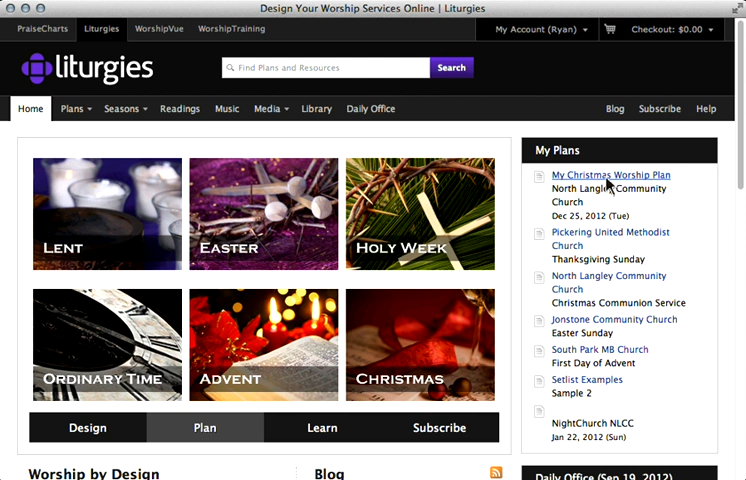 Design Your Worship Services Online | Liturgies
PraiseCharts Liturgies WorshipVue WorshipTraining My Account (Ryan) Checkout: $0.00
liturgies
Find Plans and Resources Search
Home Plans Seasons Readings Music Media Library Daily Office Blog Subscribe Help
LENT EASTER HOLY WEEK
ORDINARY TIME ADVENT CHRISTMAS
Design Plan Learn Subscribe
Worship by Design Blog
My Plans
My Christmas Worship Plan
North Langley Community
Church
Dec 25, 2012 (Tue)
Pickering United Methodist
Church
Thanksgiving Sunday
North Langley Community
Church
Christmas Communion Service
Jonstone Community Church
Easter Sunday
South Park MB Church
First Day of Advent
Setlist Examples
Sample 2
NightChurch NLCC
Jan 22, 2012 (Sun)
Daily Office (Sep 19, 2012)